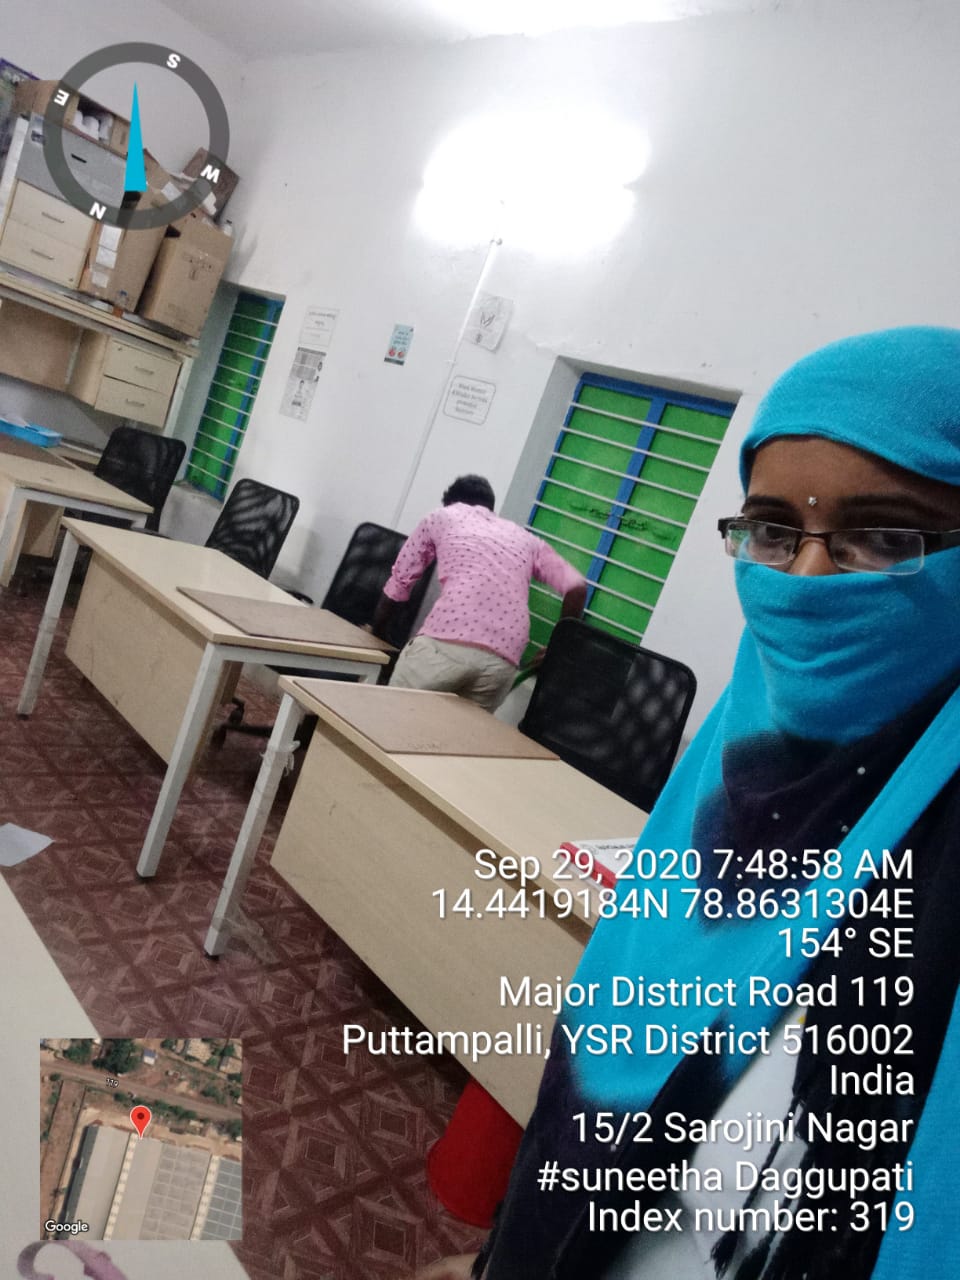 S
E
W
N
Sep 29, 2020 7:48:58 AM
14.4419184N 78.8631304E
154° SE
Major District Road 119
Puttampalli, YSR District 516002
India
15/2 Sarojini Nagar
#suneetha Daggupati
Index number: 319
119
Google